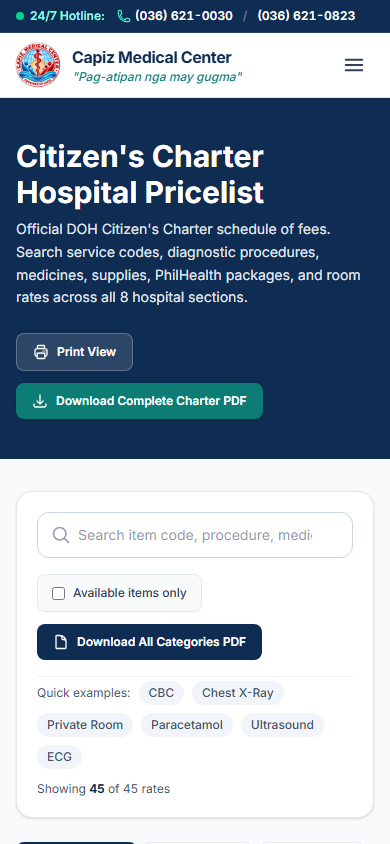 24/7 Hotline: (036) 621-0030 / (036) 621-0823
Capiz Medical Center
"Pag-atipan nga may gugma"
Citizen's Charter
Hospital Pricelist
Official DOH Citizen's Charter schedule of fees.
Search service codes, diagnostic procedures,
medicines, supplies, PhilHealth packages, and room
rates across all 8 hospital sections.
Print View
Download Complete Charter PDF
Search item code, procedure, medi
Available items only
Download All Categories PDF
Quick examples: CBC Chest X-Ray
Private Room Paracetamol Ultrasound
ECG
Showing 45 of 45 rates